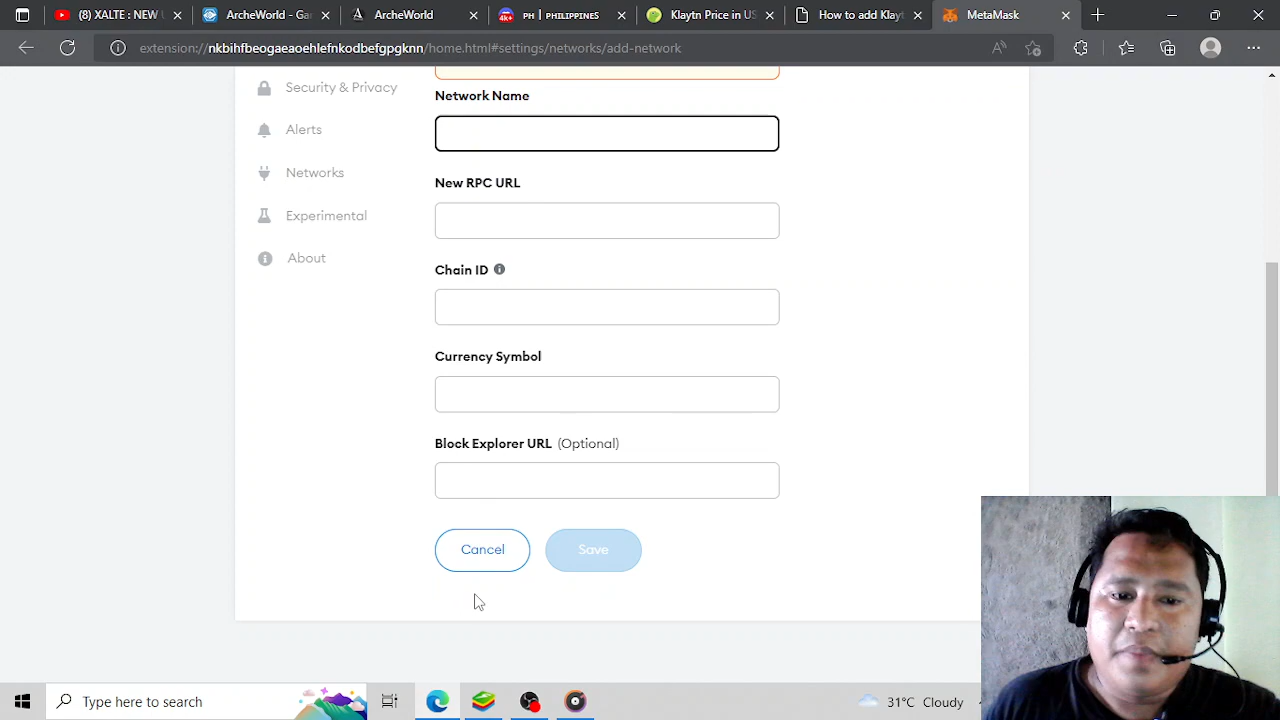 (8) XALTE : NEW
ArcheWorld - Ga
ArcheWorld
4k+
PH | PHILIPPINES
Klaytn Price in US
How to add Klayt
MetaMask
extension://nkbihfbeogaeaoehlefnkodbefgpgknn/home.html#settings/networks/add-network
Security & Privacy
Alerts
Networks
Experimental
About
Network Name
New RPC URL
Chain ID
Currency Symbol
Block Explorer URL (Optional)
Cancel
Save
Type here to search
31°C Cloudy